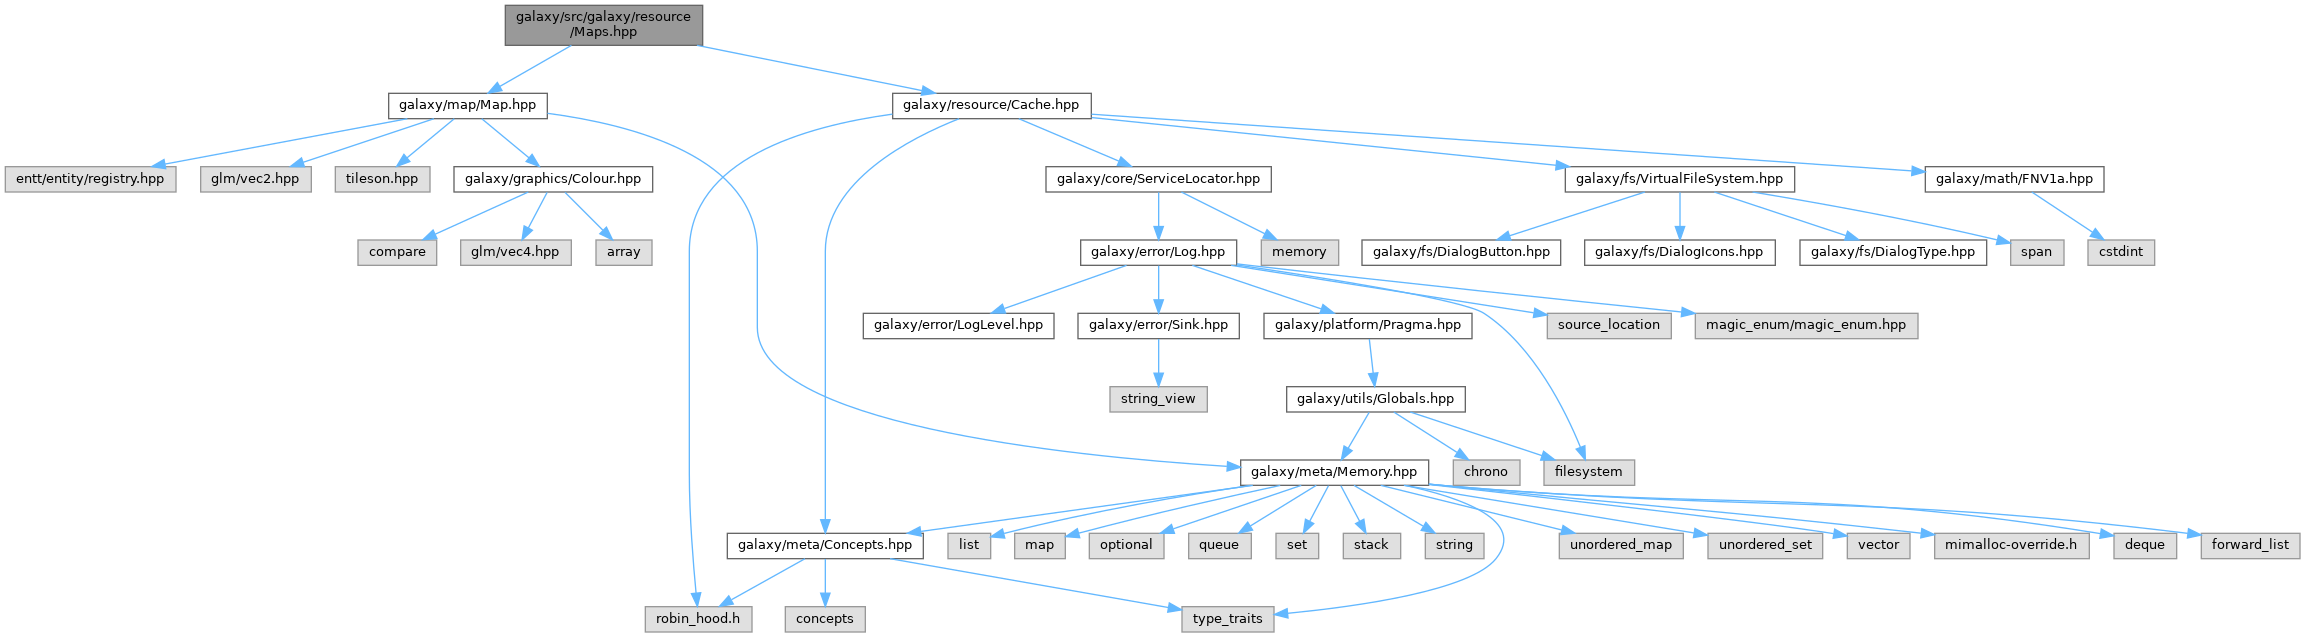 galaxy/src/galaxy/resource
/Maps.hpp
galaxy/map/Map.hpp
galaxy/resource/Cache.hpp
entt/entity/registry.hpp
glm/vec2.hpp
tileson.hpp
galaxy/graphics/Colour.hpp
galaxy/core/ServiceLocator.hpp
galaxy/fs/VirtualFileSystem.hpp
galaxy/math/FNV1a.hpp
compare
glm/vec4.hpp
array
galaxy/error/Log.hpp
memory
galaxy/fs/DialogButton.hpp
galaxy/fs/DialogIcons.hpp
galaxy/fs/DialogType.hpp
span
cstdint
galaxy/error/LogLevel.hpp
galaxy/error/Sink.hpp
galaxy/platform/Pragma.hpp
source_location
magic_enum/magic_enum.hpp
string_view
galaxy/utils/Globals.hpp
galaxy/meta/Memory.hpp
chrono
filesystem
galaxy/meta/Concepts.hpp
list
map
optional
queue
set
stack
string
unordered_map
unordered_set
vector
mimalloc-override.h
deque
forward_list
robin_hood.h
concepts
type_traits